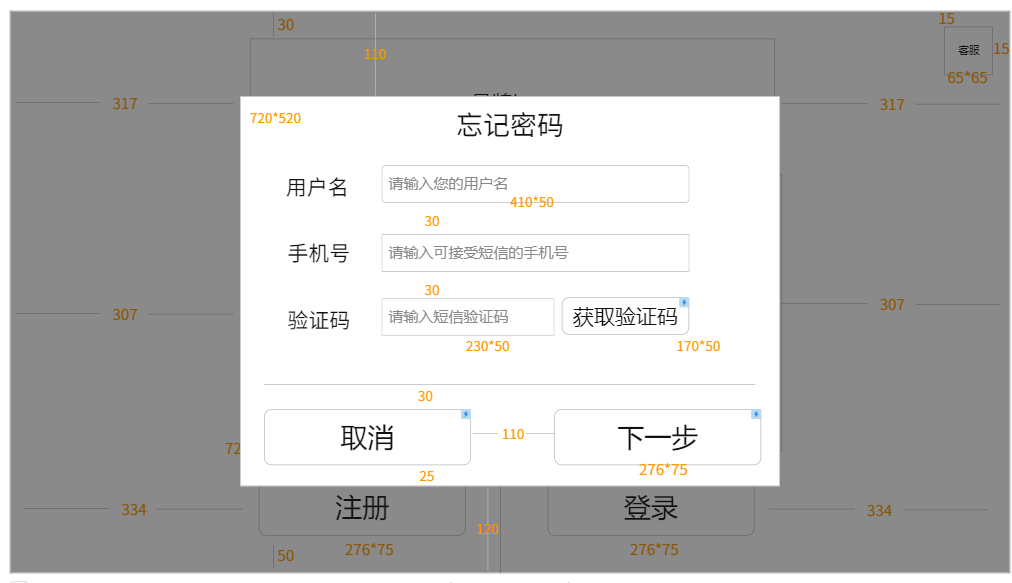 30
15
110
客服
15
65*65
317
317
720*520
忘记密码
用户名
请输入您的用户名
410*50
30
手机号
请输入可接受短信的手机号
30
验证码
请输入短信验证码
获取验证码
307
307
230*50
170*50
30
取消
110
下一步
72
276*75
25
334
注册
登录
334
120
50
276*75
276*75